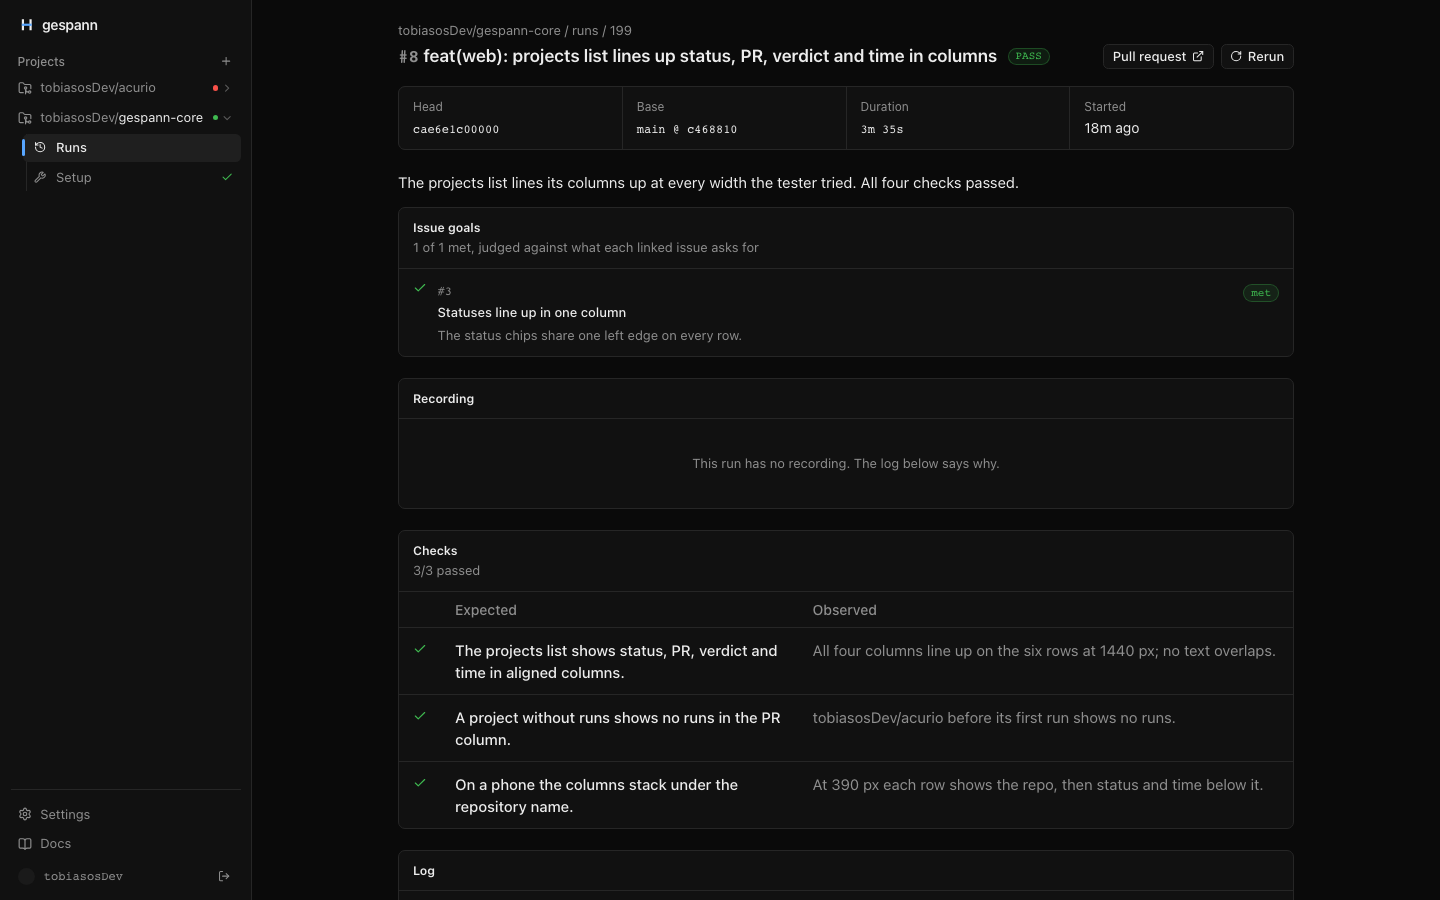 gespann
Projects
tobiasosDev/acurio
tobiasosDev/gespann-core
Runs
Setup
Settings
Docs
tobiasosDev
tobiasosDev/gespann-core / runs / 199
#8 feat(web): projects list lines up status, PR, verdict and time in columns
PASS
Pull request
Rerun
Head
cae6e1c00000
Base
main @ c468810
Duration
3m 35s
Started
18m ago
The projects list lines its columns up at every width the tester tried. All four checks passed.
Issue goals
1 of 1 met, judged against what each linked issue asks for
#3
met
Statuses line up in one column
The status chips share one left edge on every row.
Recording
This run has no recording. The log below says why.
Checks
3/3 passed
Expected
Observed
The projects list shows status, PR, verdict and
time in aligned columns.
All four columns line up on the six rows at 1440 px; no text overlaps.
A project without runs shows no runs in the PR
column.
tobiasosDev/acurio before its first run shows no runs.
On a phone the columns stack under the
repository name.
At 390 px each row shows the repo, then status and time below it.
Log